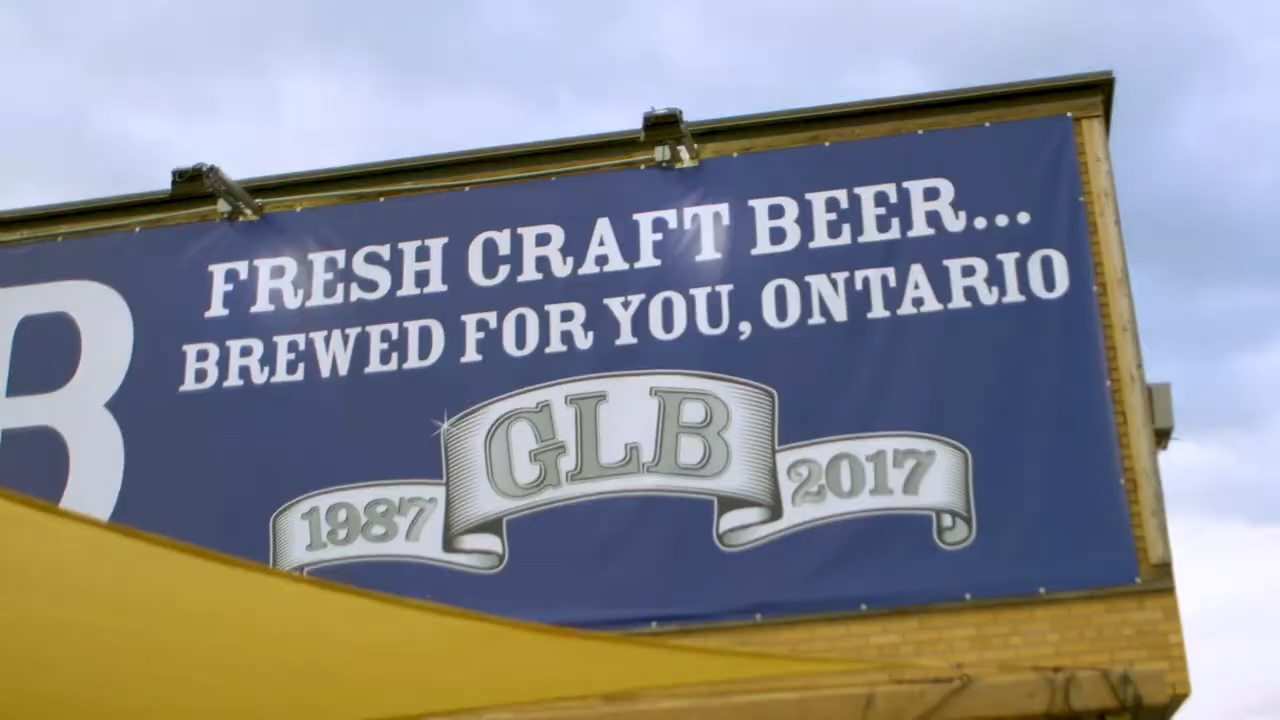 B
FRESH CRAFT BEER...
BREWED FOR YOU, ONTARIO
GLB
1987 2017